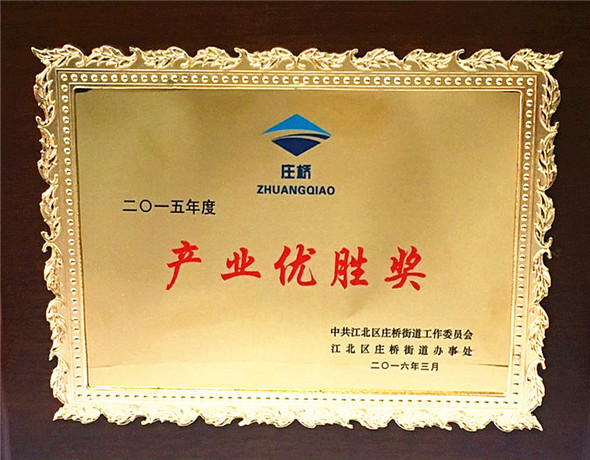 庄桥
ZHUANGQIAO
二〇一五年度
产业优胜奖
中共江北区庄桥街道工作委员会
江北区庄桥街道办事处
二〇一六年三月